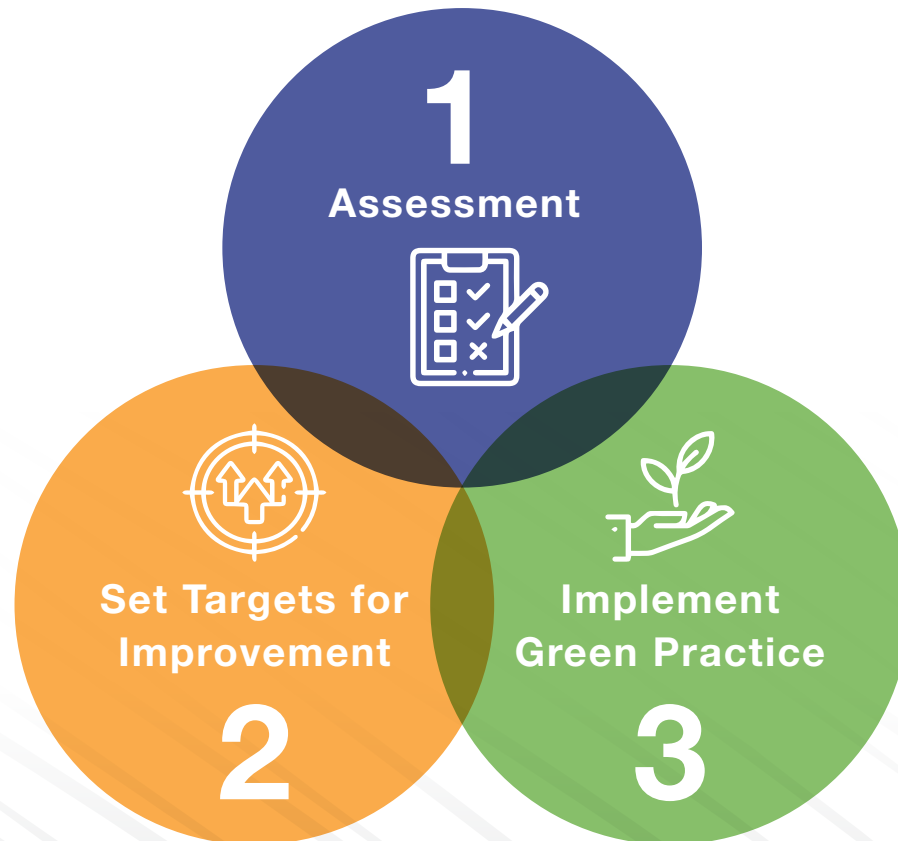 1
Assessment
Set Targets for
Improvement
2
Implement
Green Practice
3